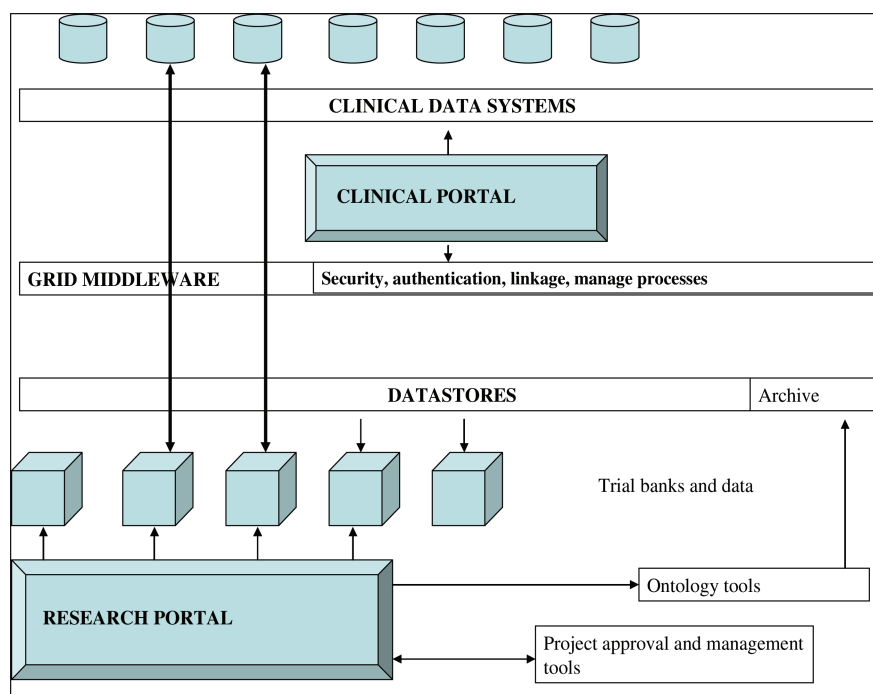 CLINICAL DATA SYSTEMS
CLINICAL PORTAL
GRID MIDDLEWARE
Security, authentication, linkage, manage processes
DATASTORES
Archive
Trial banks and data
Ontology tools
RESEARCH PORTAL
Project approval and management
tools